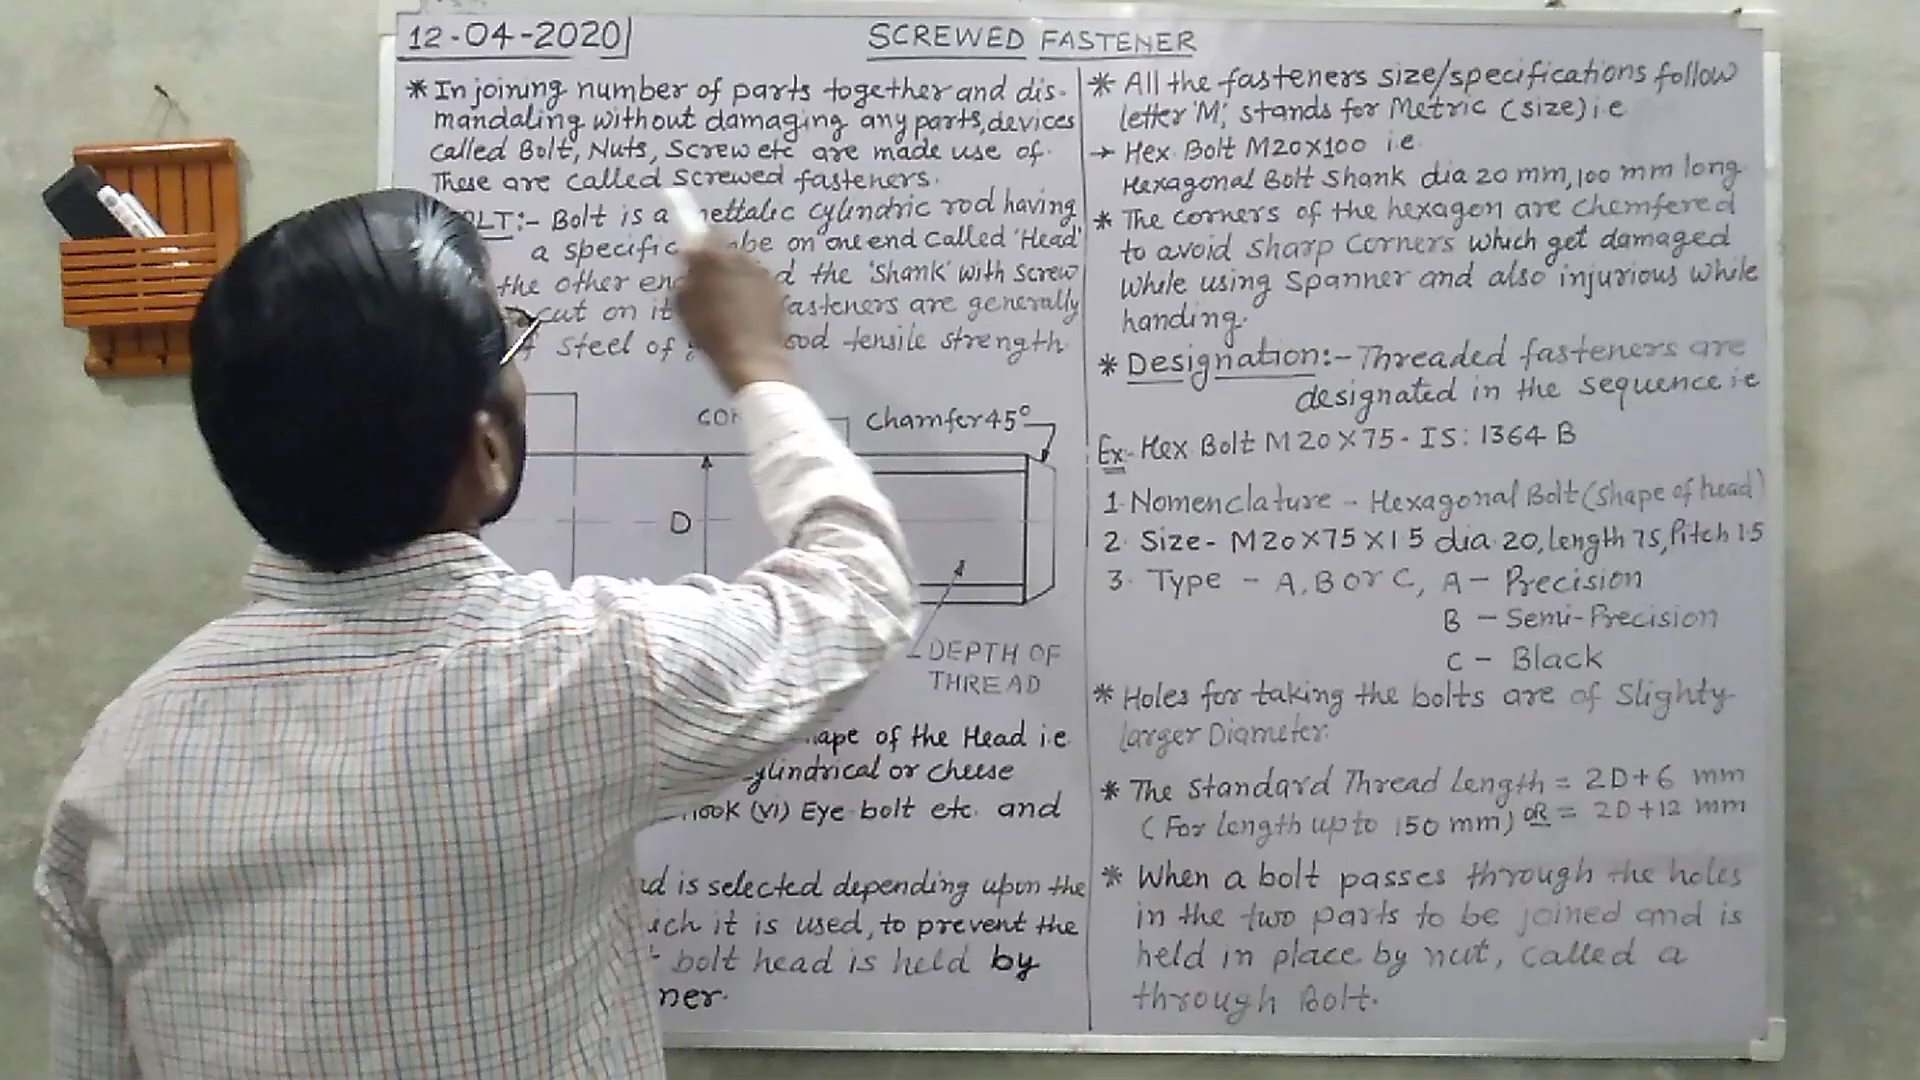 12-04-2020
SCREWED FASTENER
* In joining number of parts together and dis-
mandaling without damaging any parts, devices
called Bolt, Nuts, Screw etc are made use of.
These are called screwed fasteners.
LT:- Bolt is a mettalic cylindric rod having
a specific on one end called 'Head'
the other end the 'Shank' with screw
cut on it fasteners are generally
steel of good tensile strength.
Chamfer 45°
D
DEPTH OF
THREAD
of the Head i.e
cylindrical or cheese
Hook (vi) Eye-bolt etc. and
is selected depending upon the
which it is used, to prevent the
bolt head is held by
* All the fasteners size/specifications follow
letter 'M', stands for Metric (size) i.e
→ Hex. Bolt M20X100 i.e.
Hexagonal Bolt Shank dia 20 mm, 100 mm long.
* The corners of the hexagon are chemfered
to avoid sharp corners which get damaged
while using spanner and also injurious while
handing.
* Designation:- Threaded fasteners are
designated in the sequence i.e
Ex:- Hex. Bolt M20X75 - IS: 1364 B
1. Nomenclature - Hexagonal Bolt (Shape of head)
2. Size - M20X75X1.5 dia. 20, length 75, Pitch 1.5
3. Type - A, B or C, A - Precision
B - Semi-Precision
C - Black
* Holes for taking the bolts are of Slighty
larger Diameter.
* The Standard Thread Length = 2D+6 mm
(For length up to 150 mm) OR = 2D+12 mm
* When a bolt passes through the holes
in the two parts to be joined and is
held in place by nut, called a
through Bolt.